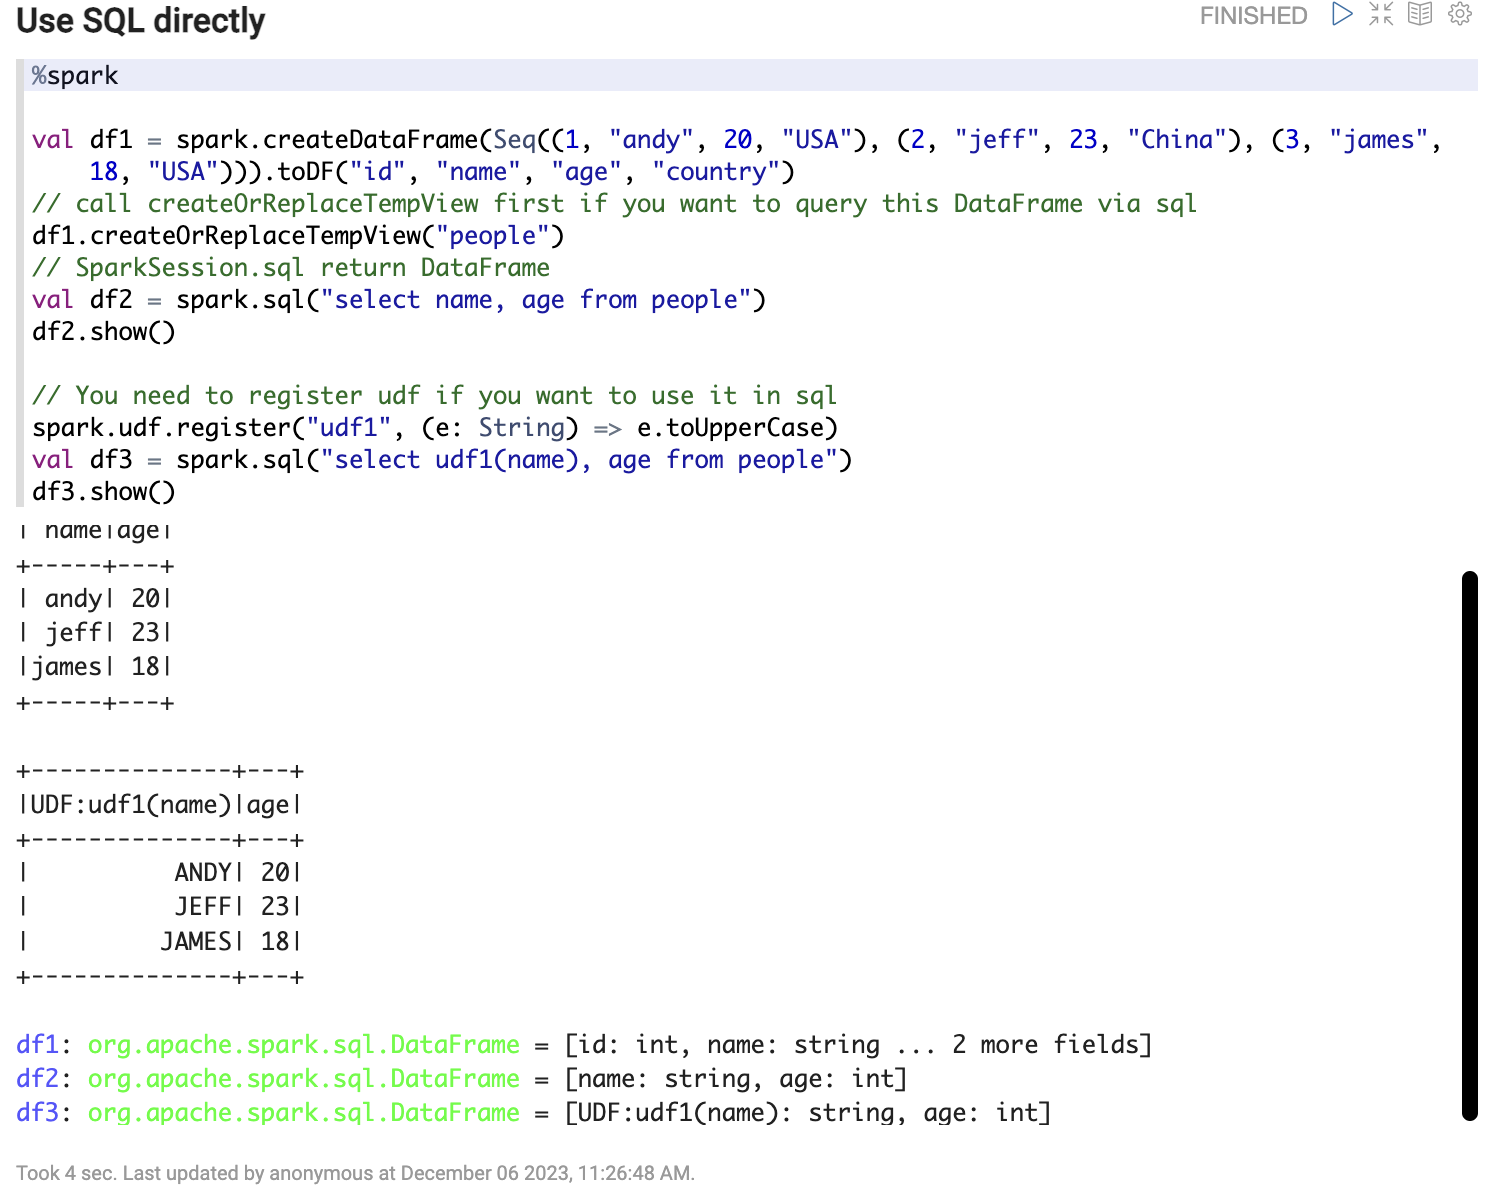 Use SQL directly
FINISHED
%spark
val df1 = spark.createDataFrame(Seq((1, "andy", 20, "USA"), (2, "jeff", 23, "China"), (3, "james",
18, "USA"))).toDF("id", "name", "age", "country")
// call createOrReplaceTempView first if you want to query this DataFrame via sql
df1.createOrReplaceTempView("people")
// SparkSession.sql return DataFrame
val df2 = spark.sql("select name, age from people")
df2.show()
// You need to register udf if you want to use it in sql
spark.udf.register("udf1", (e: String) => e.toUpperCase)
val df3 = spark.sql("select udf1(name), age from people")
df3.show()
| name|age|
+-----+---+
| andy| 20|
| jeff| 23|
|james| 18|
+-----+---+
+--------------+---+
|UDF:udf1(name)|age|
+--------------+---+
|          ANDY| 20|
|          JEFF| 23|
|         JAMES| 18|
+--------------+---+
df1: org.apache.spark.sql.DataFrame = [id: int, name: string ... 2 more fields]
df2: org.apache.spark.sql.DataFrame = [name: string, age: int]
df3: org.apache.spark.sql.DataFrame = [UDF:udf1(name): string, age: int]
Took 4 sec. Last updated by anonymous at December 06 2023, 11:26:48 AM.